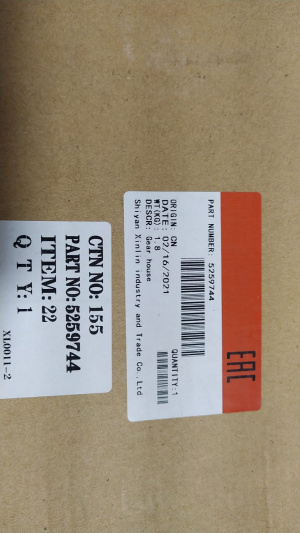 EAC
PART NUMBER: 5259744
QUANTITY:1
ORIGIN: CN
DATE: 02/16/2021
WT(KG): 1.8
DESCR: Gear house
Shiyan Xinlin industry and Trade Co., Ltd
CTN NO: 155
PART NO:5259744
ITEM: 22
Q T Y: 1
XL0011-2